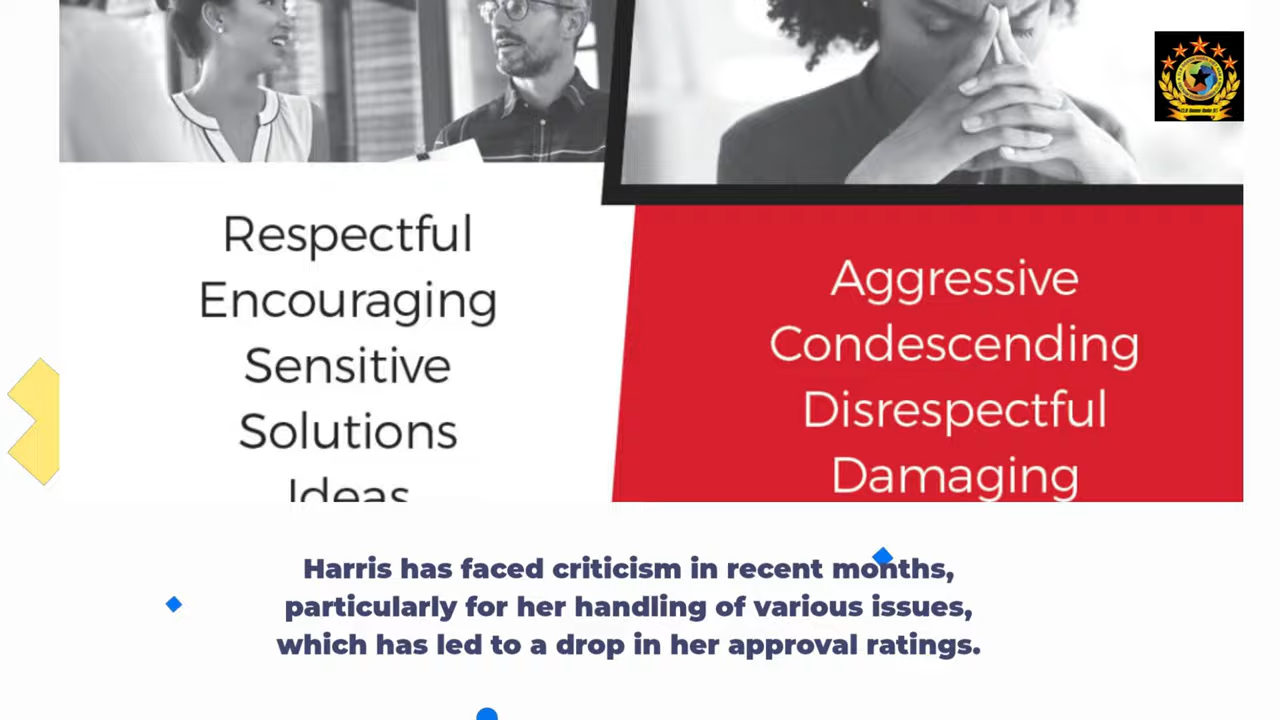 Respectful
Encouraging
Sensitive
Solutions
Ideas
Aggressive
Condescending
Disrespectful
Damaging
Harris has faced criticism in recent months,
particularly for her handling of various issues,
which has led to a drop in her approval ratings.